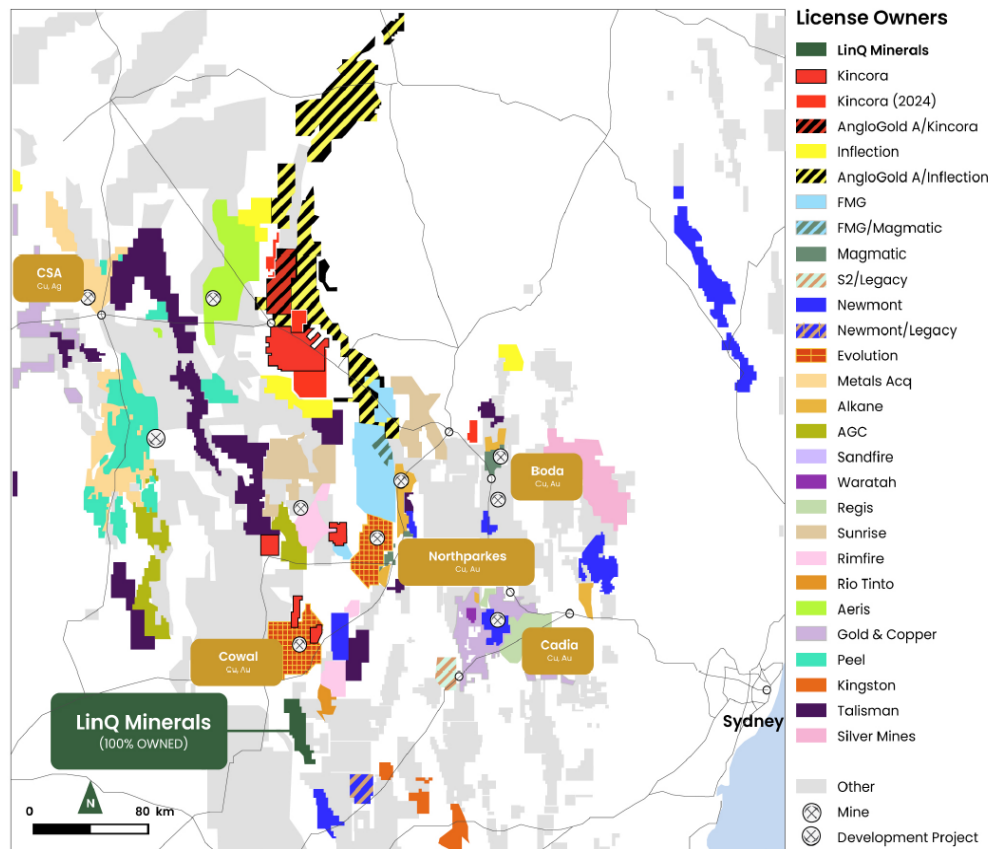 License Owners
LinQ Minerals
Kincora
Kincora (2024)
AngloGold A/Kincora
Inflection
AngloGold A/Inflection
FMG
FMG/Magmatic
Magmatic
S2/Legacy
Newmont
Newmont/Legacy
Evolution
Metals Acq
Alkane
AGC
Sandfire
Waratah
Regis
Sunrise
Rimfire
Rio Tinto
Aeris
Gold & Copper
Peel
Kingston
Talisman
Silver Mines
Other
Mine
Development Project
CSA
Cu, Ag
Boda
Cu, Au
Northparkes
Cu, Au
Cadia
Cu, Au
Cowal
Cu, Au
LinQ Minerals
(100% OWNED)
Sydney
N
0 80 km